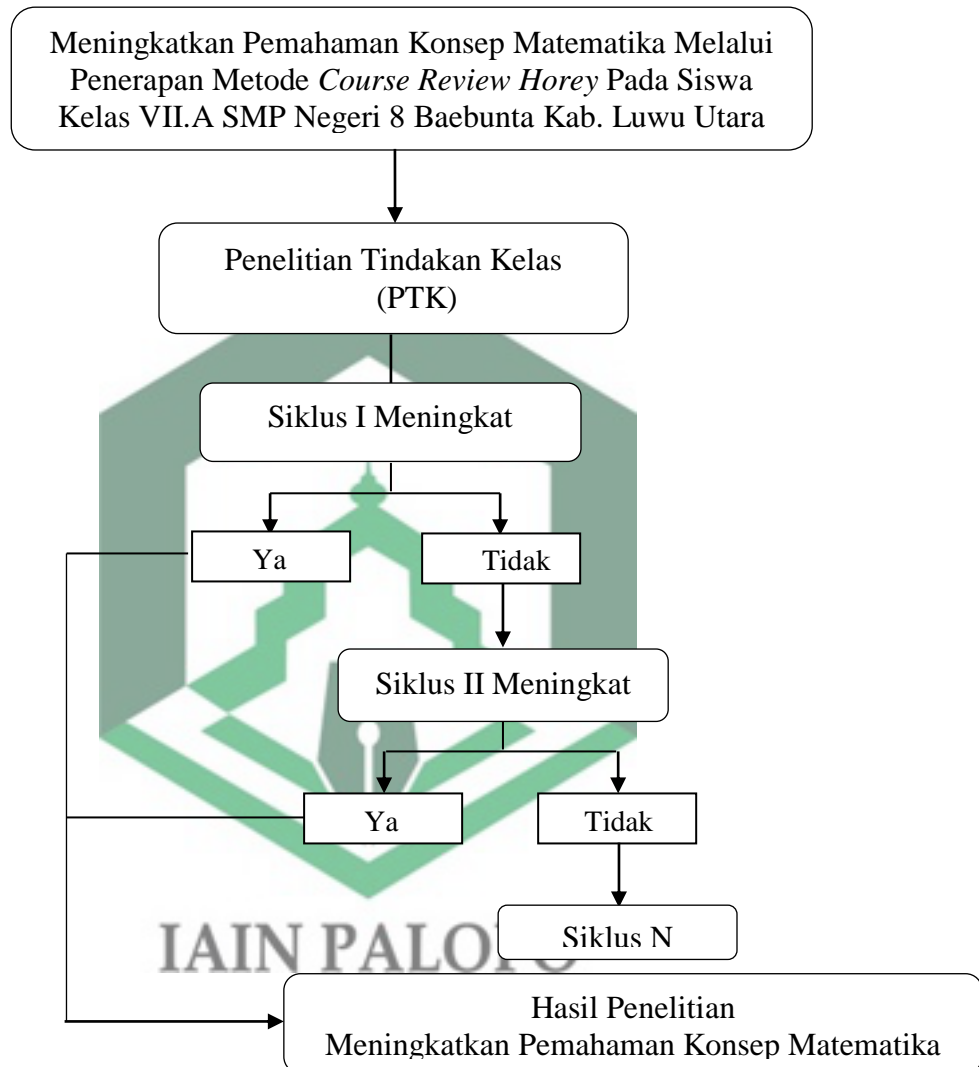 Meningkatkan Pemahaman Konsep Matematika Melalui
Penerapan Metode Course Review Horey Pada Siswa
Kelas VII.A SMP Negeri 8 Baebunta Kab. Luwu Utara
Penelitian Tindakan Kelas
(PTK)
Siklus I Meningkat
Ya
Tidak
Siklus II Meningkat
Ya
Tidak
Siklus N
IAIN PALOPO
Hasil Penelitian
Meningkatkan Pemahaman Konsep Matematika